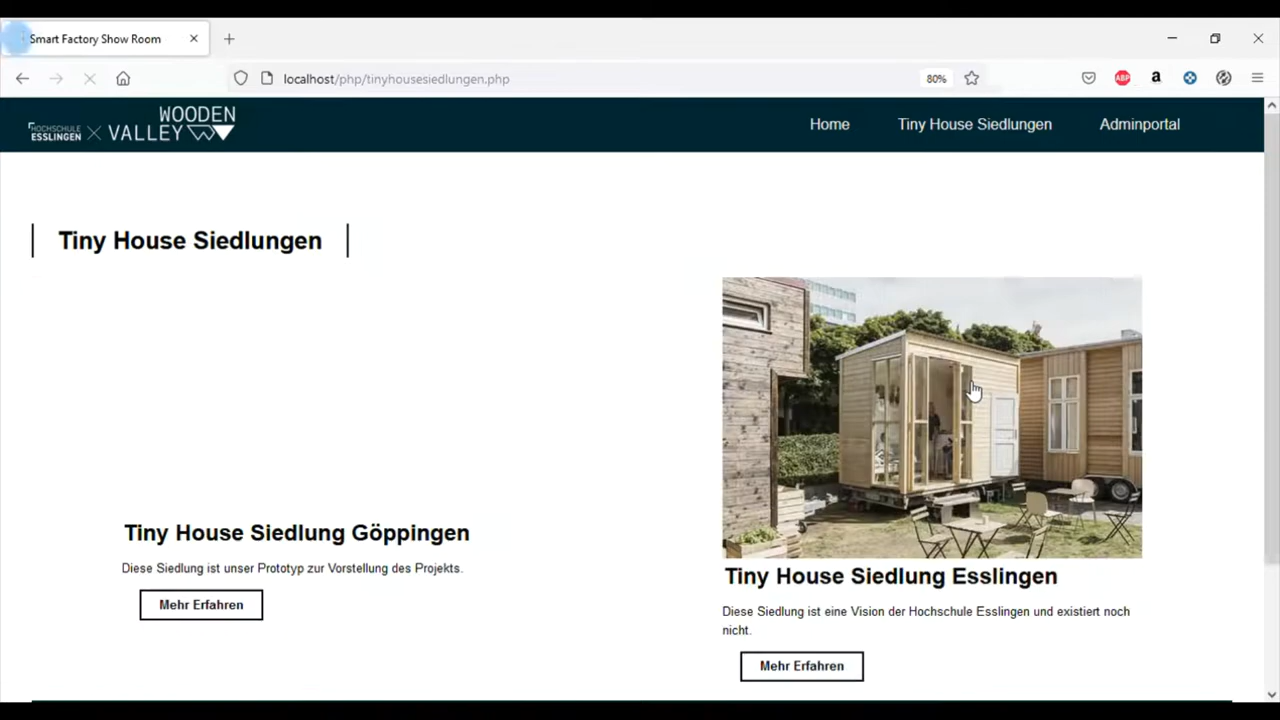 Smart Factory Show Room
localhost/php/tinyhousesiedlungen.php
80%
ABP
a
HOCHSCHULE
ESSLINGEN
WOODEN
VALLEY
Home
Tiny House Siedlungen
Adminportal
Tiny House Siedlungen
Tiny House Siedlung Göppingen
Diese Siedlung ist unser Prototyp zur Vorstellung des Projekts.
Mehr Erfahren
Tiny House Siedlung Esslingen
Diese Siedlung ist eine Vision der Hochschule Esslingen und existiert noch
nicht.
Mehr Erfahren